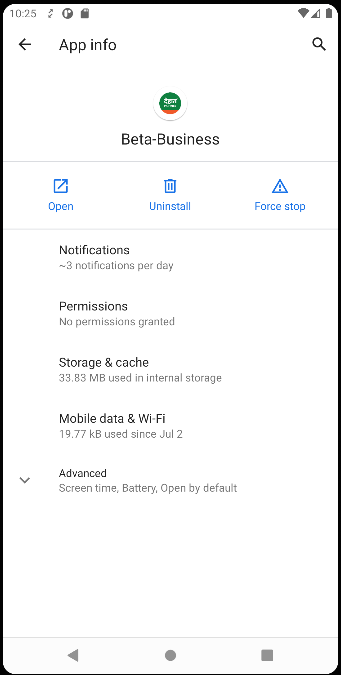 10:25
App info
देहात
Beta-Business
Open
Uninstall
Force stop
Notifications
~3 notifications per day
Permissions
No permissions granted
Storage & cache
33.83 MB used in internal storage
Mobile data & Wi-Fi
19.77 kB used since Jul 2
Advanced
Screen time, Battery, Open by default